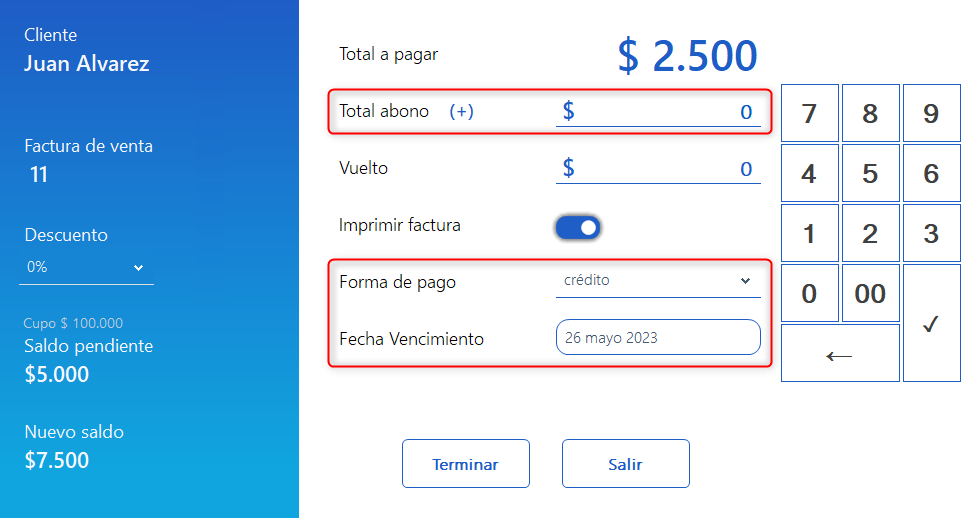 Cliente
Juan Alvarez
Factura de venta
11
Descuento
0%
Cupo $ 100.000
Saldo pendiente
$5.000
Nuevo saldo
$7.500
Total a pagar $ 2.500
Total abono (+) $ 0
Vuelto $ 0
Imprimir factura
Forma de pago crédito
Fecha Vencimiento 26 mayo 2023
Terminar Salir
7 8 9
4 5 6
1 2 3
0 00 ✓
←